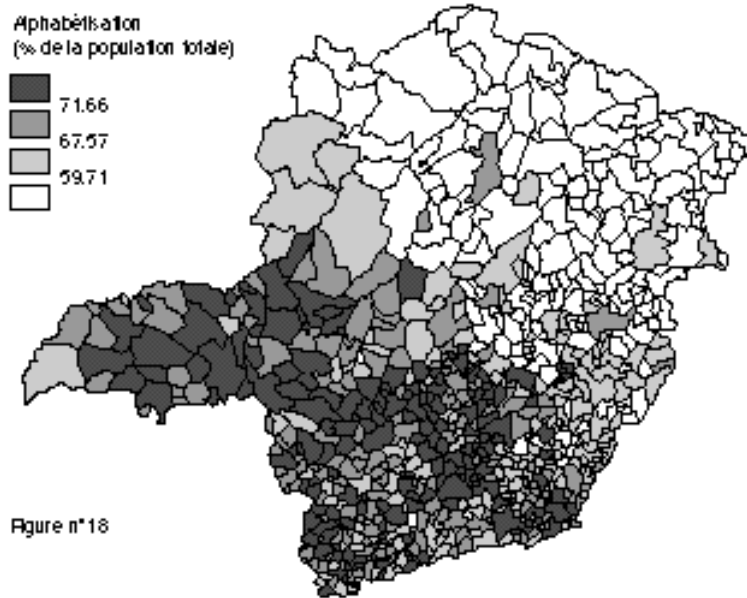 Alphabétisation
(% de la population totale)
71.66
67.57
59.71
Figure n°18